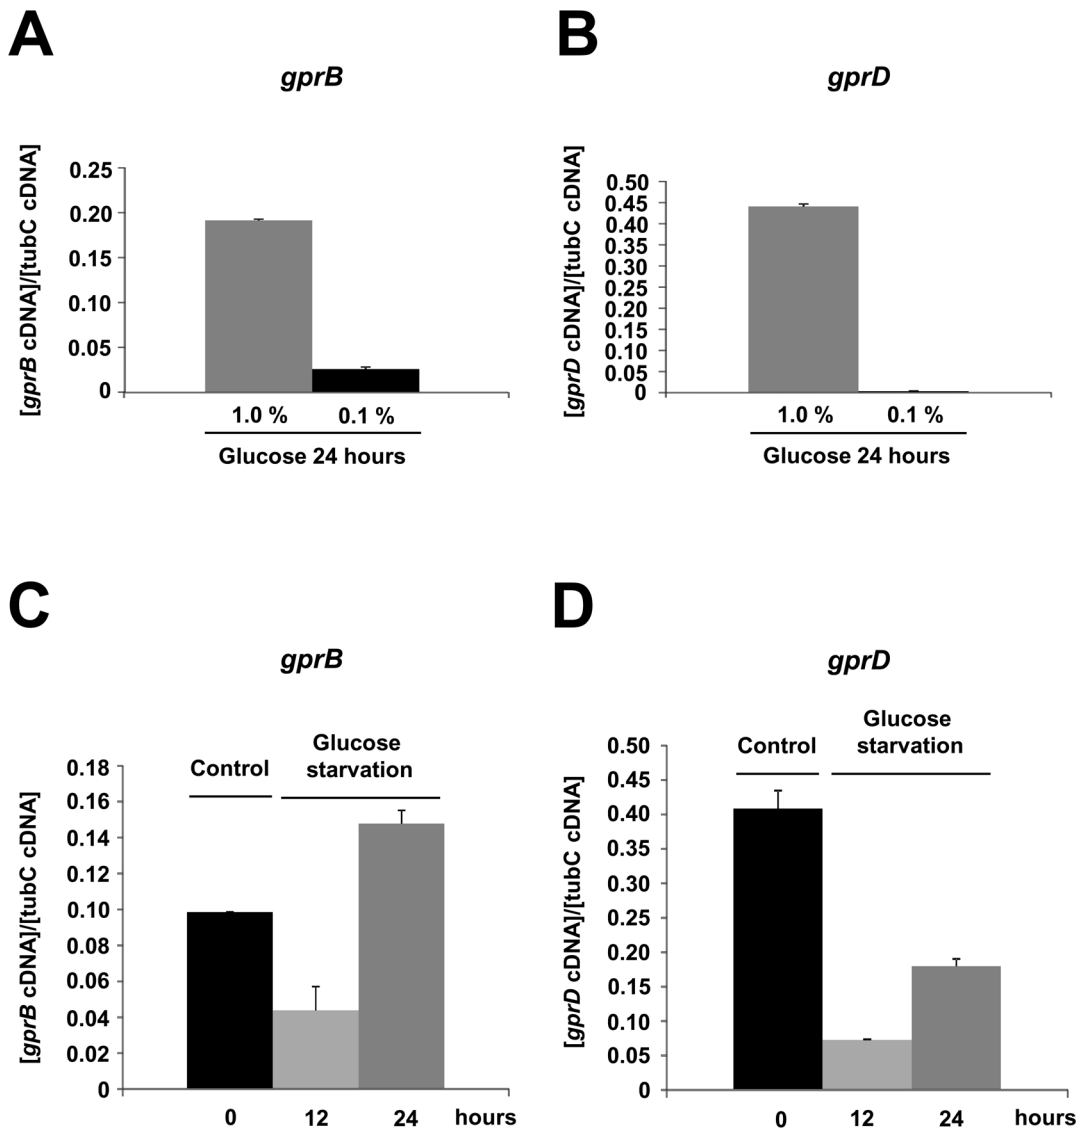 A
gprB
[gprB cDNA]/[tubC cDNA]
0.25
0.20
0.15
0.10
0.05
0
1.0 %
0.1 %
Glucose 24 hours
B
gprD
[gprD cDNA]/[tubC cDNA]
0.50
0.45
0.40
0.35
0.30
0.25
0.20
0.15
0.10
0.05
0
1.0 %
0.1 %
Glucose 24 hours
C
gprB
[gprB cDNA]/[tubC cDNA]
Control
Glucose
starvation
0.18
0.16
0.14
0.12
0.10
0.08
0.06
0.04
0.02
0
0
12
24
hours
D
gprD
[gprD cDNA]/[tubC cDNA]
Control
Glucose
starvation
0.50
0.45
0.40
0.35
0.30
0.25
0.20
0.15
0.10
0.05
0
0
12
24
hours